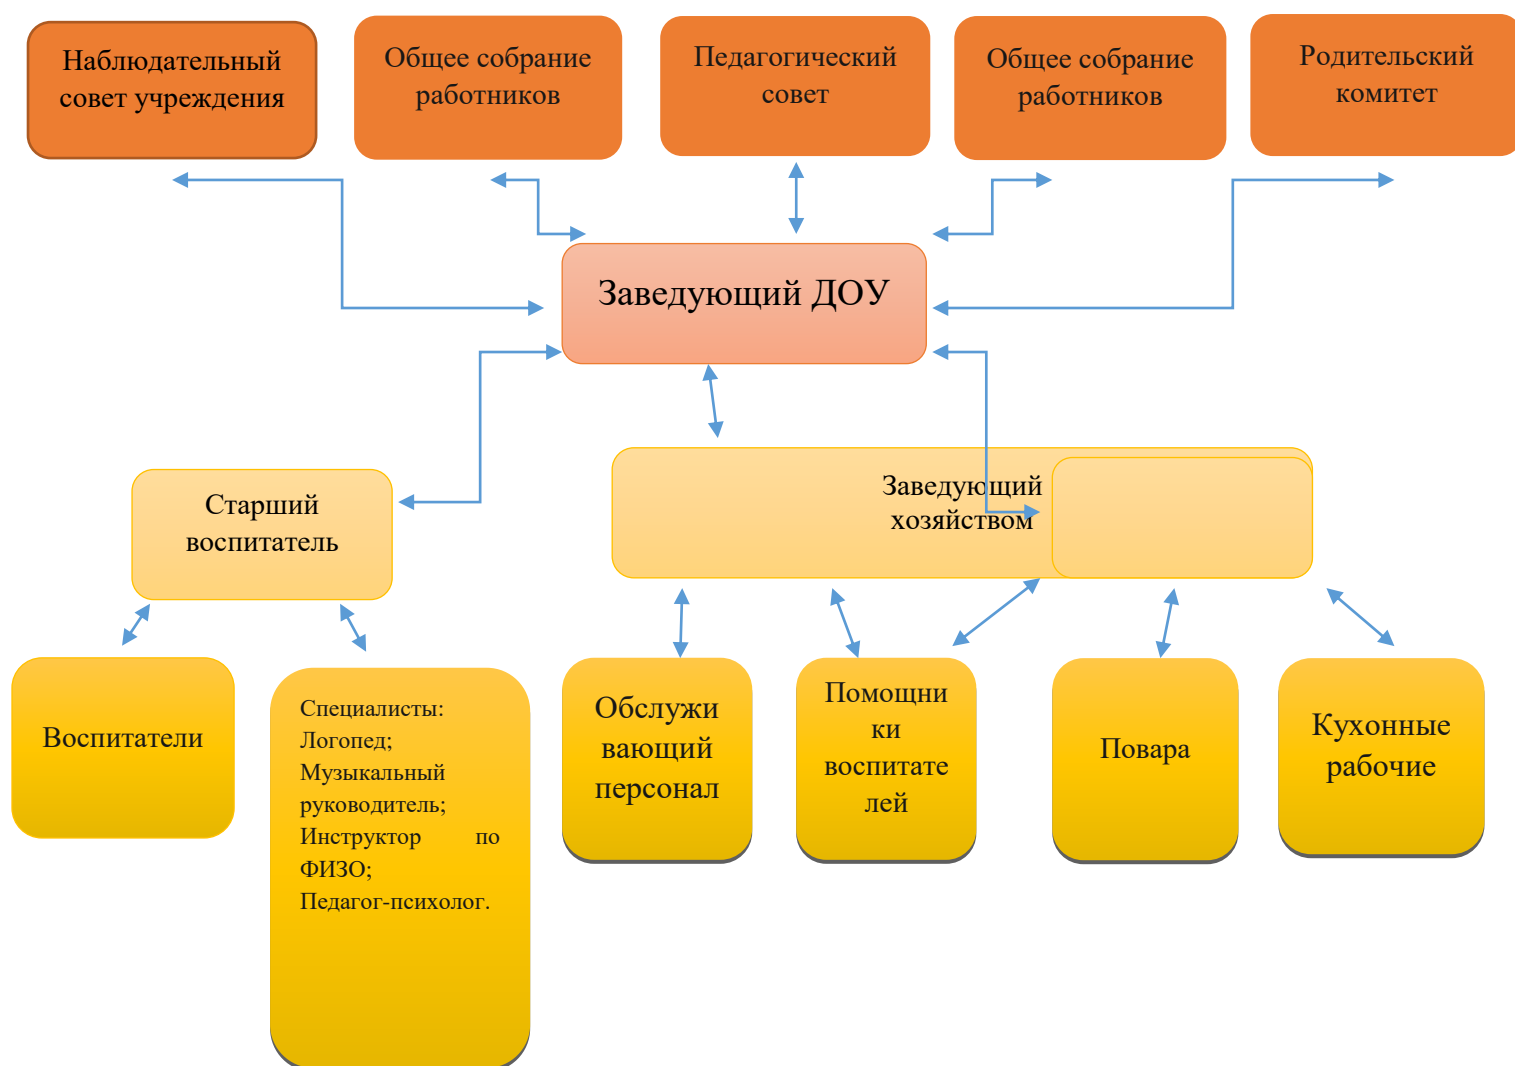 Наблюдательный
совет учреждения
Общее собрание
работников
Педагогический
совет
Общее собрание
работников
Родительский
комитет
Заведующий ДОУ
Старший
воспитатель
Заведующий
хозяйством
Воспитатели
Специалисты:
Логопед;
Музыкальный
руководитель;
Инструктор по
ФИЗО;
Педагог-психолог.
Обслужи
вающий
персонал
Помощни
ки
воспитате
лей
Повара
Кухонные
рабочие